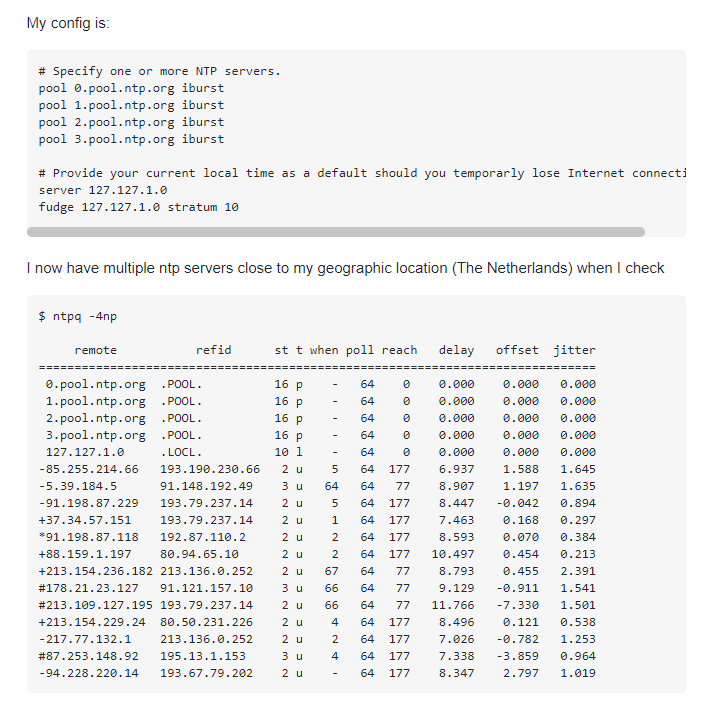 My config is:
# Specify one or more NTP servers.
pool 0.pool.ntp.org iburst
pool 1.pool.ntp.org iburst
pool 2.pool.ntp.org iburst
pool 3.pool.ntp.org iburst
# Provide your current local time as a default should you temporarly lose Internet connecti
server 127.127.1.0
fudge 127.127.1.0 stratum 10
I now have multiple ntp servers close to my geographic location (The Netherlands) when I check
$ ntpq -4np
remote refid st t when poll reach delay offset jitter
==============================================================================
0.pool.ntp.org .POOL. 16 p - 64 0 0.000 0.000 0.000
1.pool.ntp.org .POOL. 16 p - 64 0 0.000 0.000 0.000
2.pool.ntp.org .POOL. 16 p - 64 0 0.000 0.000 0.000
3.pool.ntp.org .POOL. 16 p - 64 0 0.000 0.000 0.000
127.127.1.0 .LOCL. 10 l - 64 0 0.000 0.000 0.000
-85.255.214.66 193.190.230.66 2 u 5 64 177 6.937 1.588 1.645
-5.39.184.5 91.148.192.49 3 u 64 64 77 8.907 1.197 1.635
-91.198.87.229 193.79.237.14 2 u 5 64 177 8.447 -0.042 0.894
+37.34.57.151 193.79.237.14 2 u 1 64 177 7.463 0.168 0.297
*91.198.87.118 192.87.110.2 2 u 2 64 177 8.593 0.070 0.384
+88.159.1.197 80.94.65.10 2 u 2 64 177 10.497 0.454 0.213
+213.154.236.182 213.136.0.252 2 u 67 64 77 8.793 0.455 2.391
#178.21.23.127 91.121.157.10 3 u 66 64 77 9.129 -0.911 1.541
#213.109.127.195 193.79.237.14 2 u 66 64 77 11.766 -7.330 1.501
+213.154.229.24 80.50.231.226 2 u 4 64 177 8.496 0.121 0.538
-217.77.132.1 213.136.0.252 2 u 2 64 177 7.026 -0.782 1.253
#87.253.148.92 195.13.1.153 3 u 4 64 177 7.338 -3.859 0.964
-94.228.220.14 193.67.79.202 2 u - 64 177 8.347 2.797 1.019